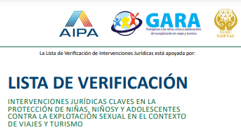 AIPA
GARA
La Lista de Verificación de Intervenciones Jurídicas está apoyada por:
LISTA DE VERIFICACIÓN
INTERVENCIONES JURÍDICAS CLAVES EN LA
PROTECCIÓN DE NIÑAS, NIÑOSY Y ADOLESCENTES
CONTRA LA EXPLOTACIÓN SEXUAL EN EL CONTEXTO
DE VIAJES Y TURISMO